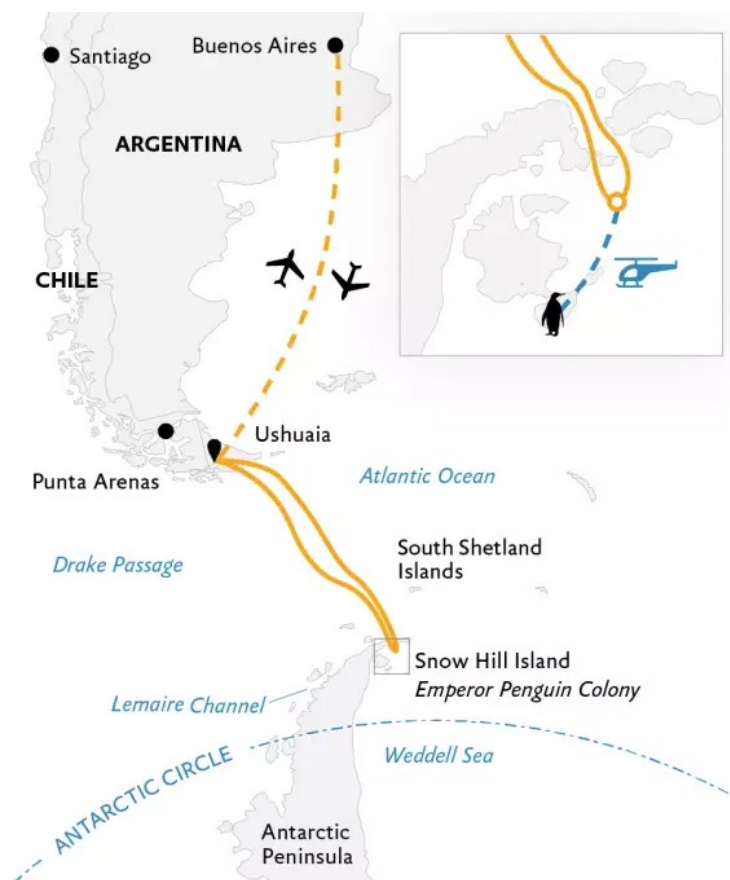 Santiago
Buenos Aires
ARGENTINA
CHILE
Ushuaia
Punta Arenas
Atlantic Ocean
Drake Passage
South Shetland
Islands
Snow Hill Island
Emperor Penguin Colony
Lemaire Channel
Weddell Sea
ANTARCTIC CIRCLE
Antarctic
Peninsula